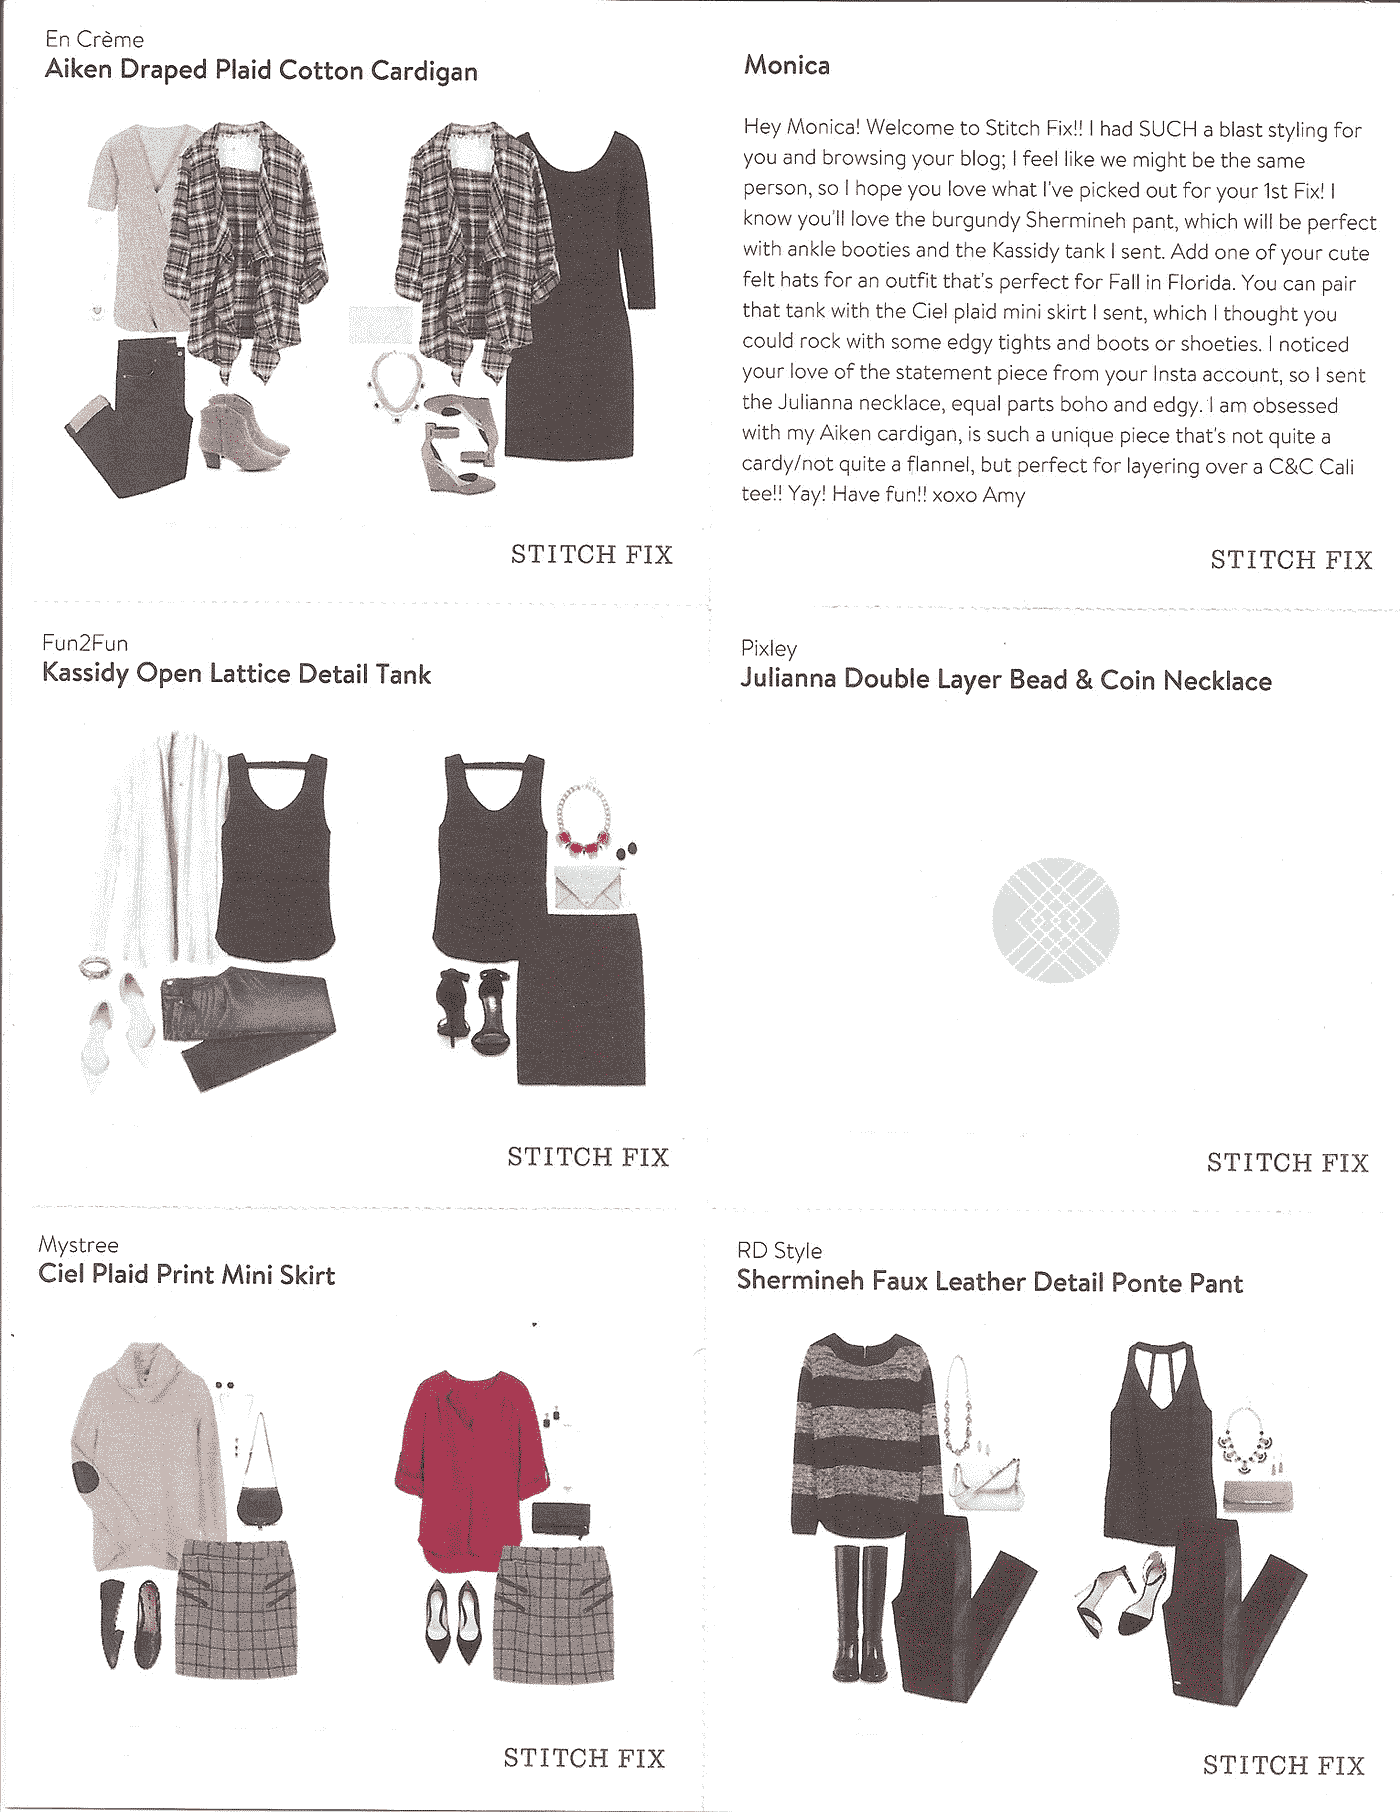 En Crème
Aiken Draped Plaid Cotton Cardigan
STITCH FIX
Monica
Hey Monica! Welcome to Stitch Fix!! I had SUCH a blast styling for
you and browsing your blog; I feel like we might be the same
person, so I hope you love what I've picked out for your 1st Fix! I
know you'll love the burgundy Shermineh pant, which will be perfect
with ankle booties and the Kassidy tank I sent. Add one of your cute
felt hats for an outfit that's perfect for Fall in Florida. You can pair
that tank with the Ciel plaid mini skirt I sent, which I thought you
could rock with some edgy tights and boots or shoeties. I noticed
your love of the statement piece from your Insta account, so I sent
the Julianna necklace, equal parts boho and edgy. I am obsessed
with my Aiken cardigan, is such a unique piece that's not quite a
cardy/not quite a flannel, but perfect for layering over a C&C Cali
tee!! Yay! Have fun!! xoxo Amy
STITCH FIX
Fun2Fun
Kassidy Open Lattice Detail Tank
STITCH FIX
Pixley
Julianna Double Layer Bead & Coin Necklace
STITCH FIX
Mystree
Ciel Plaid Print Mini Skirt
STITCH FIX
RD Style
Shermineh Faux Leather Detail Ponte Pant
STITCH FIX